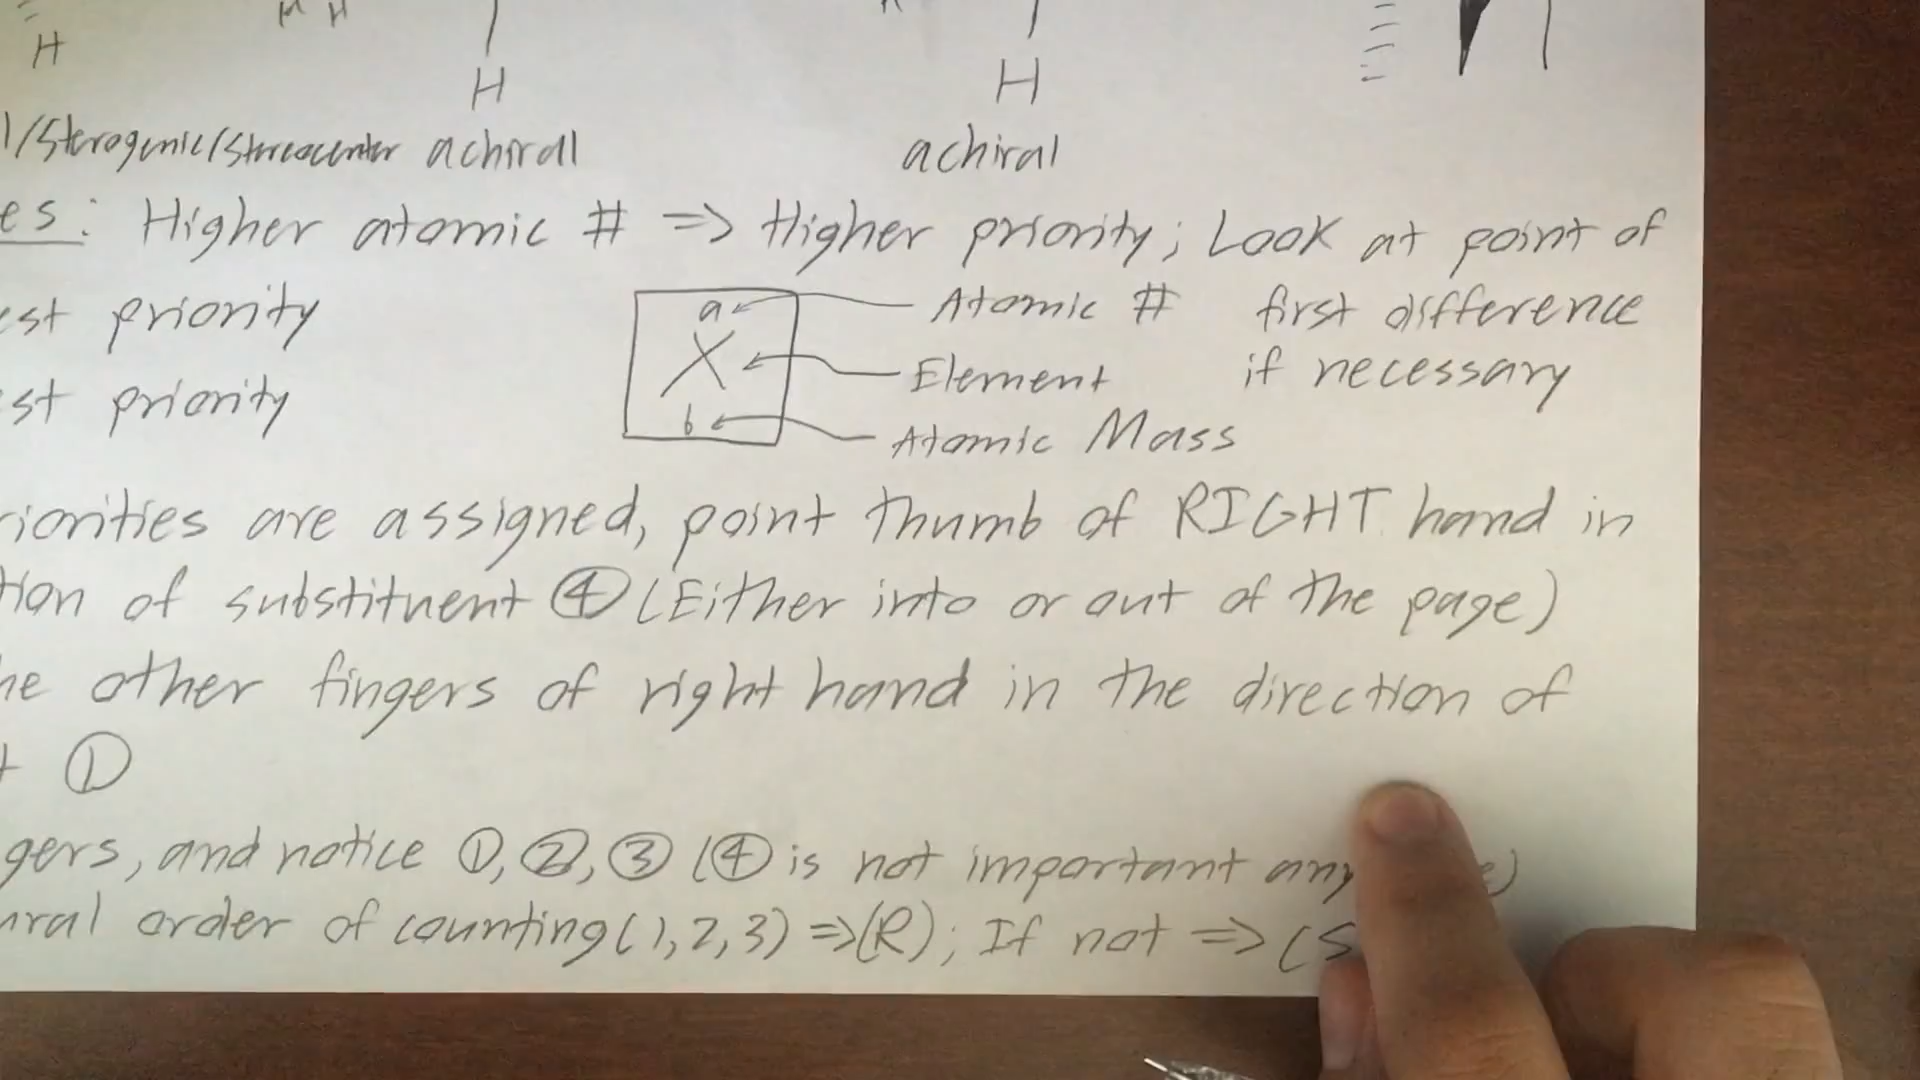 H H H H
H H
l/Sterogenic/Stereocenter achiral achiral
es: Higher atomic # => Higher priority; Look at point of
est priority a Atomic # first difference
X Element if necessary
st priority b Atomic Mass
riorities are assigned, point thumb of RIGHT hand in
tion of substituent ④ (Either into or out of the page)
he other fingers of right hand in the direction of
t ①
gers, and notice ①, ②, ③ (④ is not important any e)
ural order of counting (1,2,3) =>(R); If not => (S